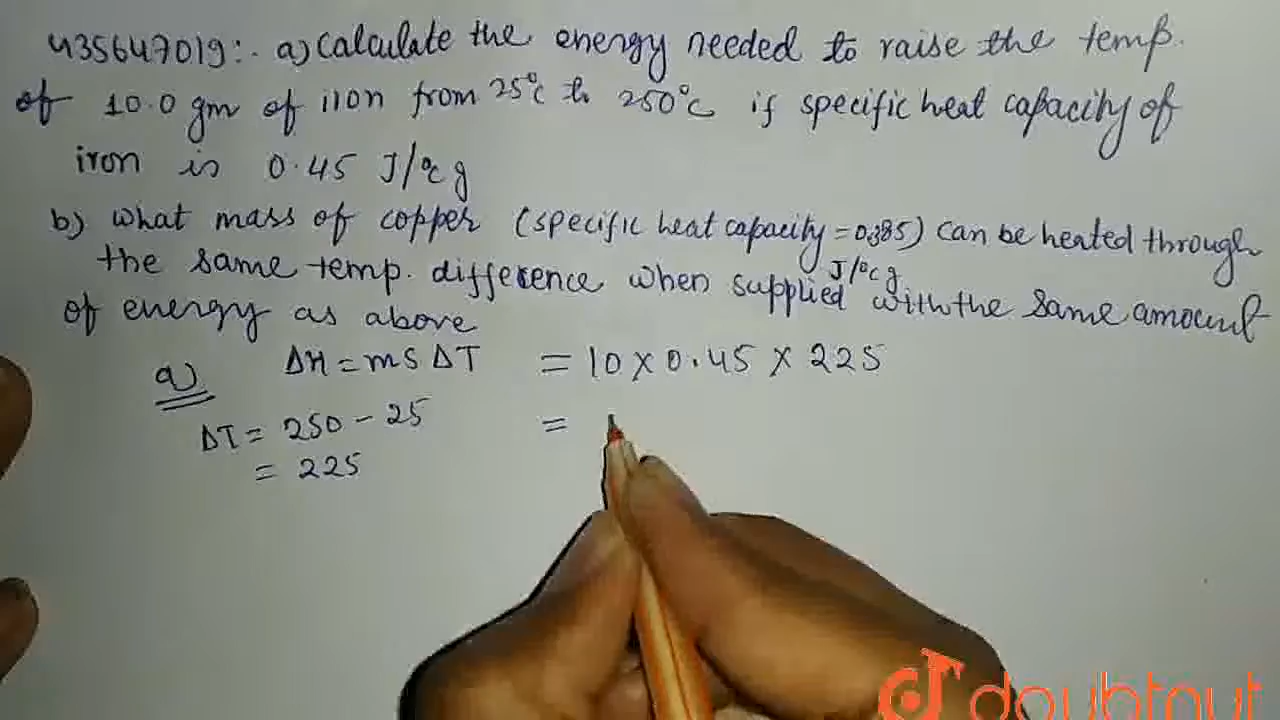 435647019:. a) Calculate the energy needed to raise the temp.
of 10.0 gm of iron from 25°c to 250°c if specific heat capacity of
iron is 0.45 J/°c g
b) what mass of copper (specific heat capacity = 0.385) can be heated through
J/°c g
the same temp. difference when supplied with the same amount
of energy as above
a) ΔH = ms ΔT = 10 x 0.45 x 225
ΔT = 250 - 25 =
= 225
doubtnut